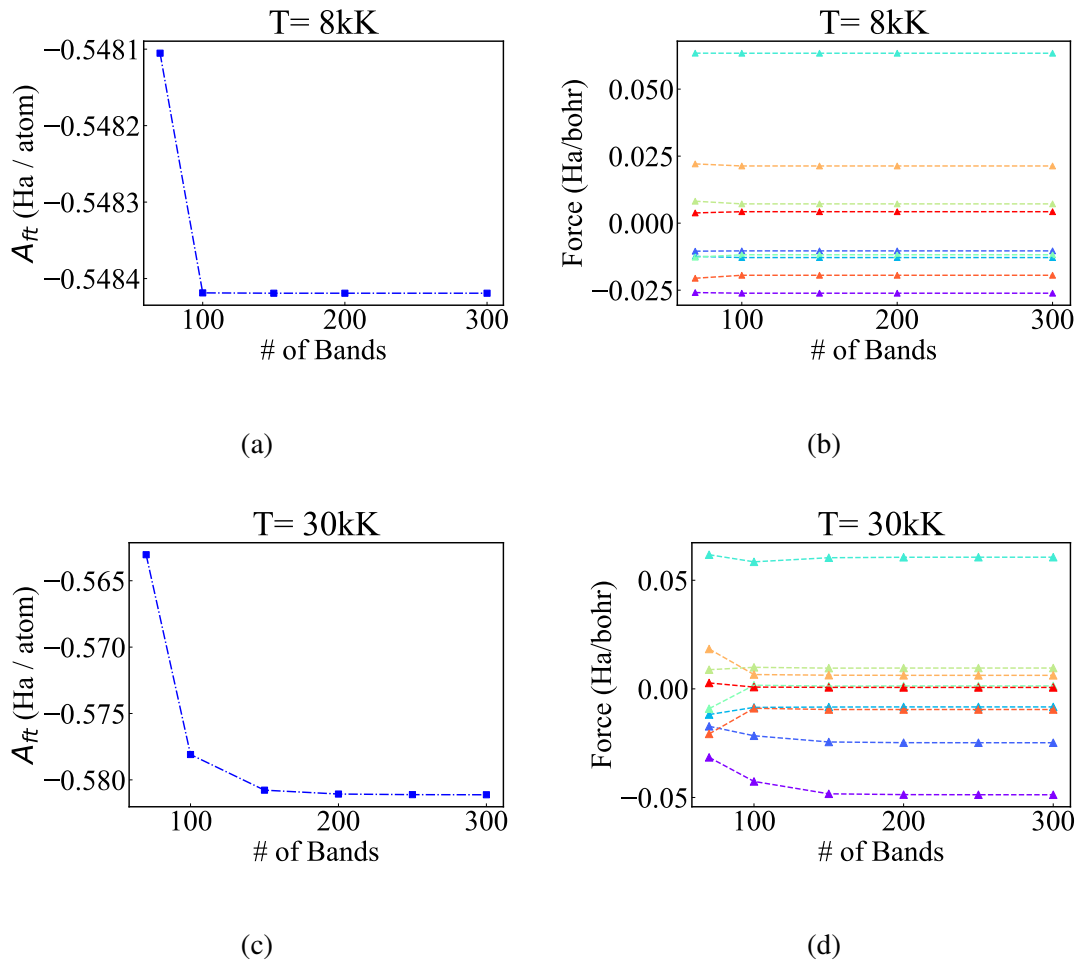 T= 8kK
A_ft (Ha / atom)
−0.5481
−0.5482
−0.5483
−0.5484
100 200 300
# of Bands
(a)
T= 8kK
Force (Ha/bohr)
0.050
0.025
0.000
−0.025
100 200 300
# of Bands
(b)
T= 30kK
A_ft (Ha / atom)
−0.565
−0.570
−0.575
−0.580
100 200 300
# of Bands
(c)
T= 30kK
Force (Ha/bohr)
0.05
0.00
−0.05
100 200 300
# of Bands
(d)